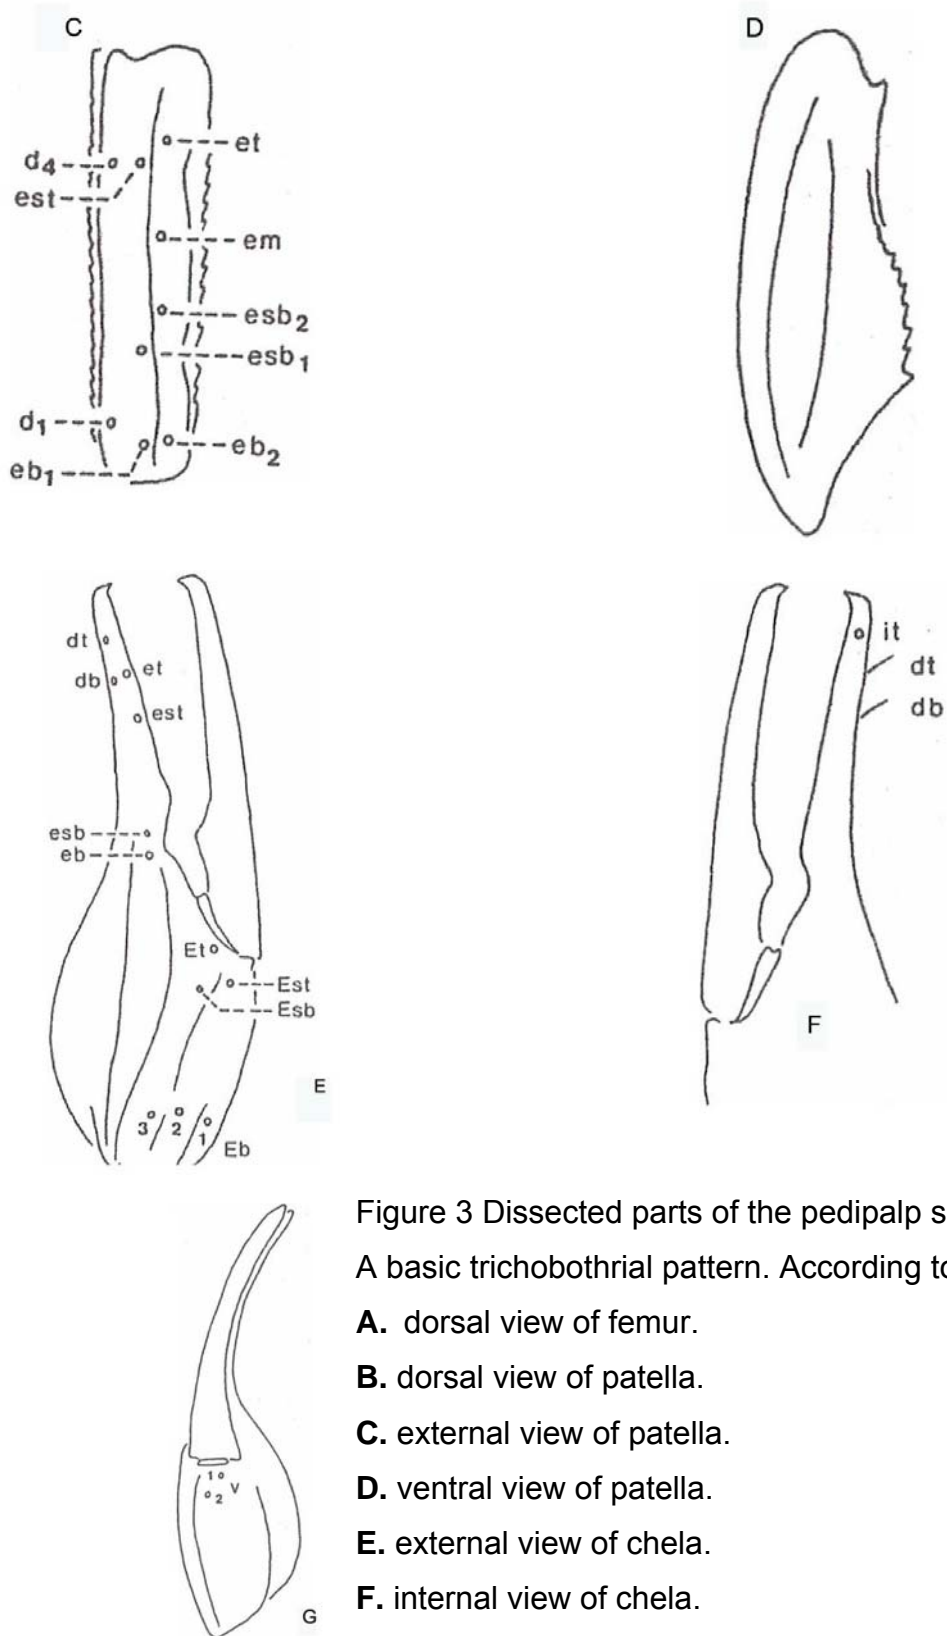 C
D
et
d4
est
em
esb2
esb1
d1
eb2
eb1
dt
et
db
est
esb
eb
Et
Est
Esb
E
3 2 1
Eb
it
dt
db
F
1
2 V
G
Figure 3 Dissected parts of the pedipalp s
A basic trichobothrial pattern. According to
A. dorsal view of femur.
B. dorsal view of patella.
C. external view of patella.
D. ventral view of patella.
E. external view of chela.
F. internal view of chela.